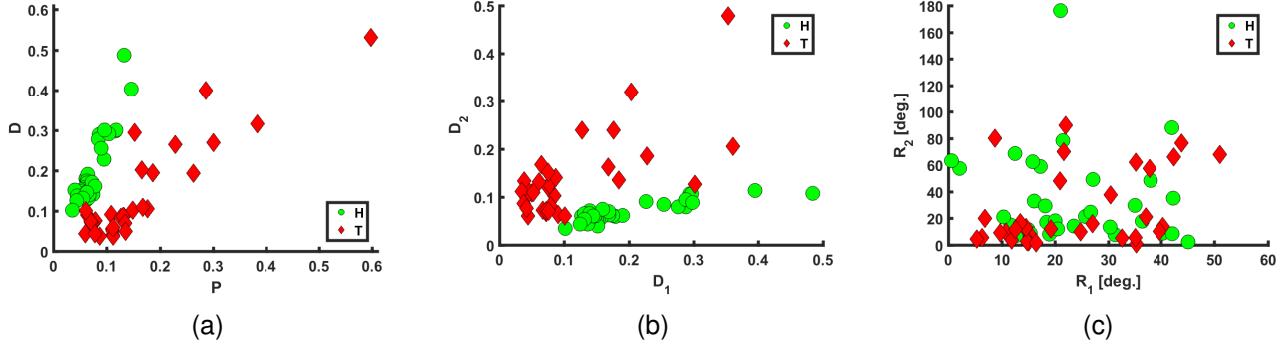 0.6
0.5
0.4
0.3
0.2
0.1
0
D
0 0.1 0.2 0.3 0.4 0.5 0.6
P
H
T
(a)
0.5
0.4
0.3
0.2
0.1
0
D2
0 0.1 0.2 0.3 0.4 0.5
D1
H
T
(b)
180
160
140
120
100
80
60
40
20
0
R2 [deg.]
0 10 20 30 40 50 60
R1 [deg.]
H
T
(c)